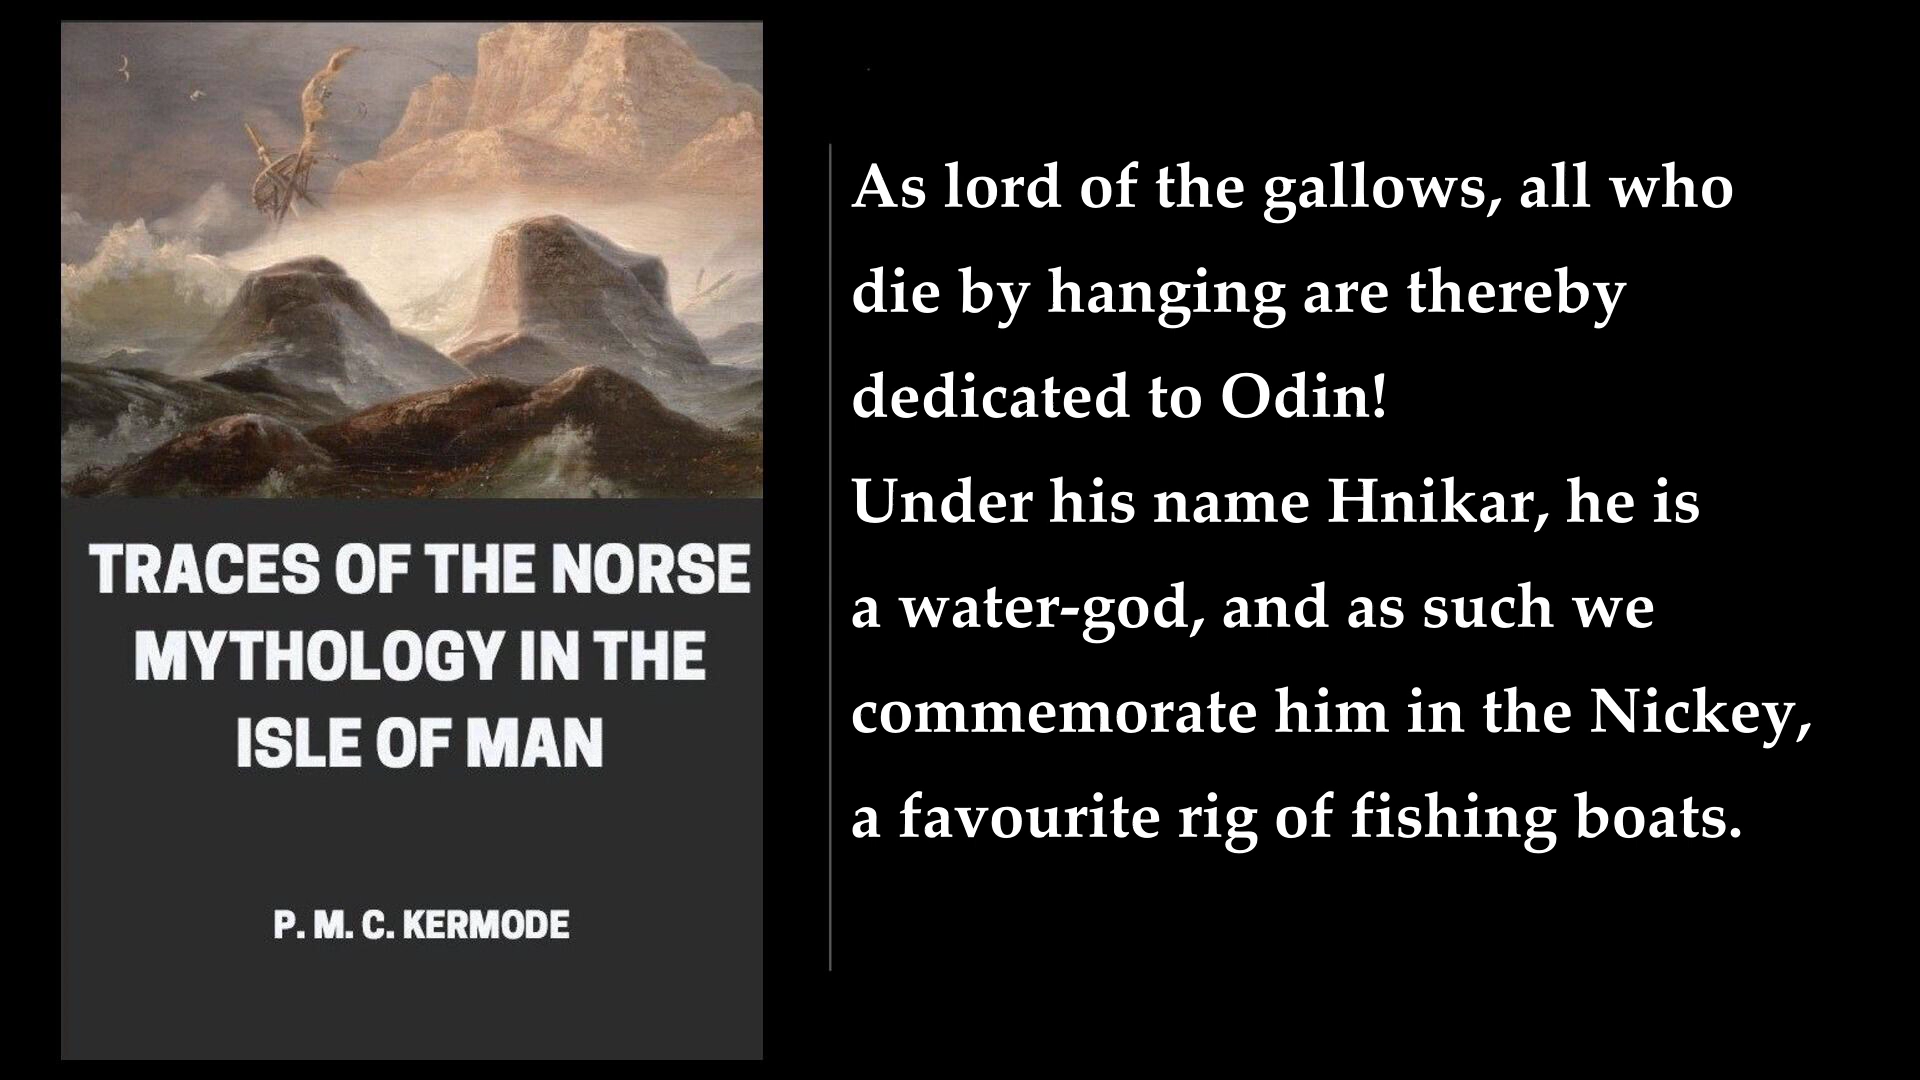 TRACES OF THE NORSE
MYTHOLOGY IN THE
ISLE OF MAN
P. M. C. KERMODE
As lord of the gallows, all who
die by hanging are thereby
dedicated to Odin!
Under his name Hnikar, he is
a water-god, and as such we
commemorate him in the Nickey,
a favourite rig of fishing boats.